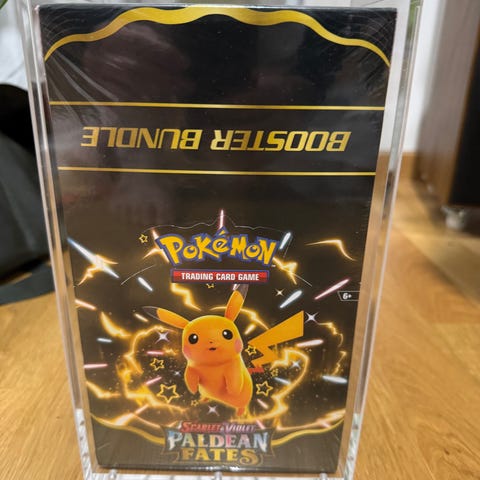 BOOSTER BUNDLE
POKéMON
TRADING CARD GAME
6+
SCARLET & VIOLET
PALDEAN
FATES